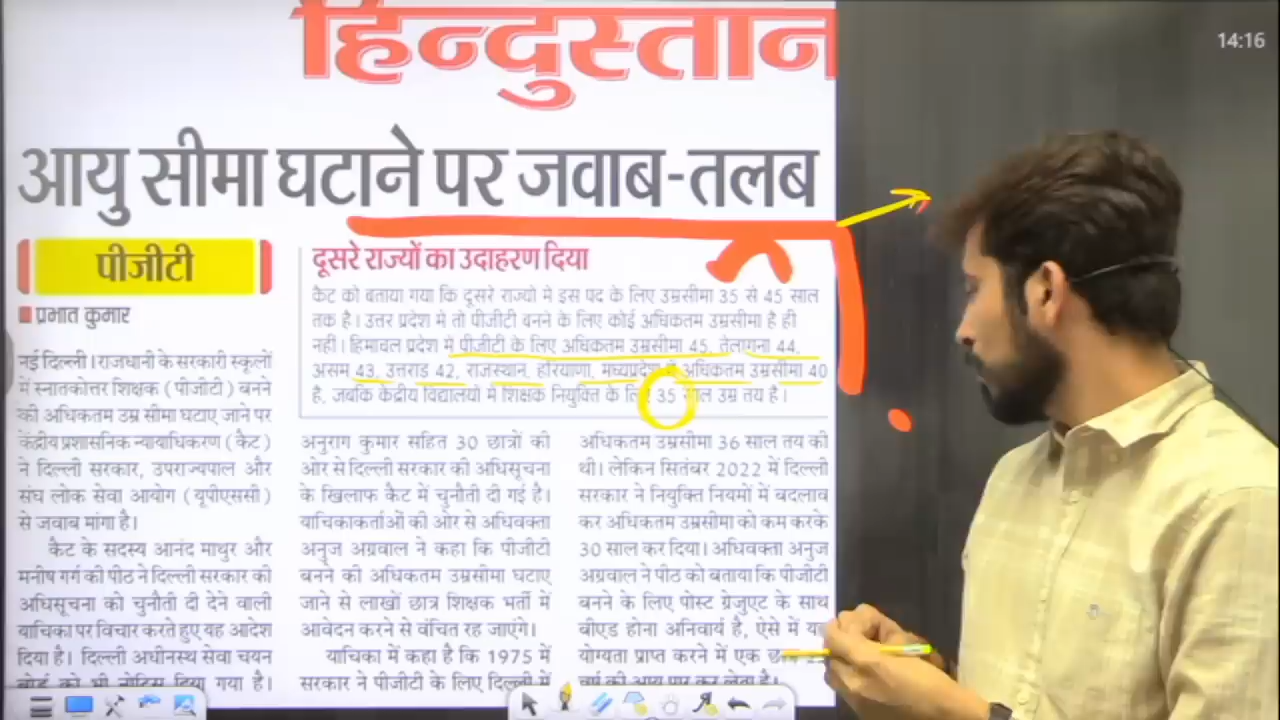 हिन्दुस्तान
14:16
आयु सीमा घटाने पर जवाब-तलब
पीजीटी
प्रभात कुमार
नई दिल्ली। राजधानी के सरकारी स्कूलों
में स्नातकोत्तर शिक्षक (पीजीटी) बनने
की अधिकतम उम्र सीमा घटाए जाने पर
केंद्रीय प्रशासनिक न्यायाधिकरण (कैट)
ने दिल्ली सरकार, उपराज्यपाल और
संघ लोक सेवा आयोग (यूपीएससी)
से जवाब मांगा है।
कैट के सदस्य आनंद माथुर और
मनीष गर्ग की पीठ ने दिल्ली सरकार की
अधिसूचना को चुनौती दी देने वाली
याचिका पर विचार करते हुए यह आदेश
दिया है। दिल्ली अधीनस्थ सेवा चयन
बोर्ड को भी नोटिस दिया गया है।
दूसरे राज्यों का उदाहरण दिया
कैट को बताया गया कि दूसरे राज्यों में इस पद के लिए उम्रसीमा 35 से 45 साल
तक है। उत्तर प्रदेश में तो पीजीटी बनने के लिए कोई अधिकतम उम्रसीमा है ही
नहीं। हिमाचल प्रदेश में पीजीटी के लिए अधिकतम उम्रसीमा 45, तेलांगना 44,
असम 43, उत्तराड 42, राजस्थान, हरियाणा, मध्यप्रदेश में अधिकतम उम्रसीमा 40
है, जबकि केंद्रीय विद्यालयों में शिक्षक नियुक्ति के लिए 35 साल उम्र तय है।
अनुराग कुमार सहित 30 छात्रों की
ओर से दिल्ली सरकार की अधिसूचना
के खिलाफ कैट में चुनौती दी गई है।
याचिकाकर्ताओं की ओर से अधिवक्ता
अनुज अग्रवाल ने कहा कि पीजीटी
बनने की अधिकतम उम्रसीमा घटाए
जाने से लाखों छात्र शिक्षक भर्ती में
आवेदन करने से वंचित रह जाएंगे।
याचिका में कहा है कि 1975 में
सरकार ने पीजीटी के लिए दिल्ली में
अधिकतम उम्रसीमा 36 साल तय की
थी। लेकिन सितंबर 2022 में दिल्ली
सरकार ने नियुक्ति नियमों में बदलाव
कर अधिकतम उम्रसीमा को कम करके
30 साल कर दिया। अधिवक्ता अनुज
अग्रवाल ने पीठ को बताया कि पीजीटी
बनने के लिए पोस्ट ग्रेजुएट के साथ
बीएड होना अनिवार्य है, ऐसे में यह
योग्यता प्राप्त करने में एक
वर्ष की आयु पार कर लेता है।